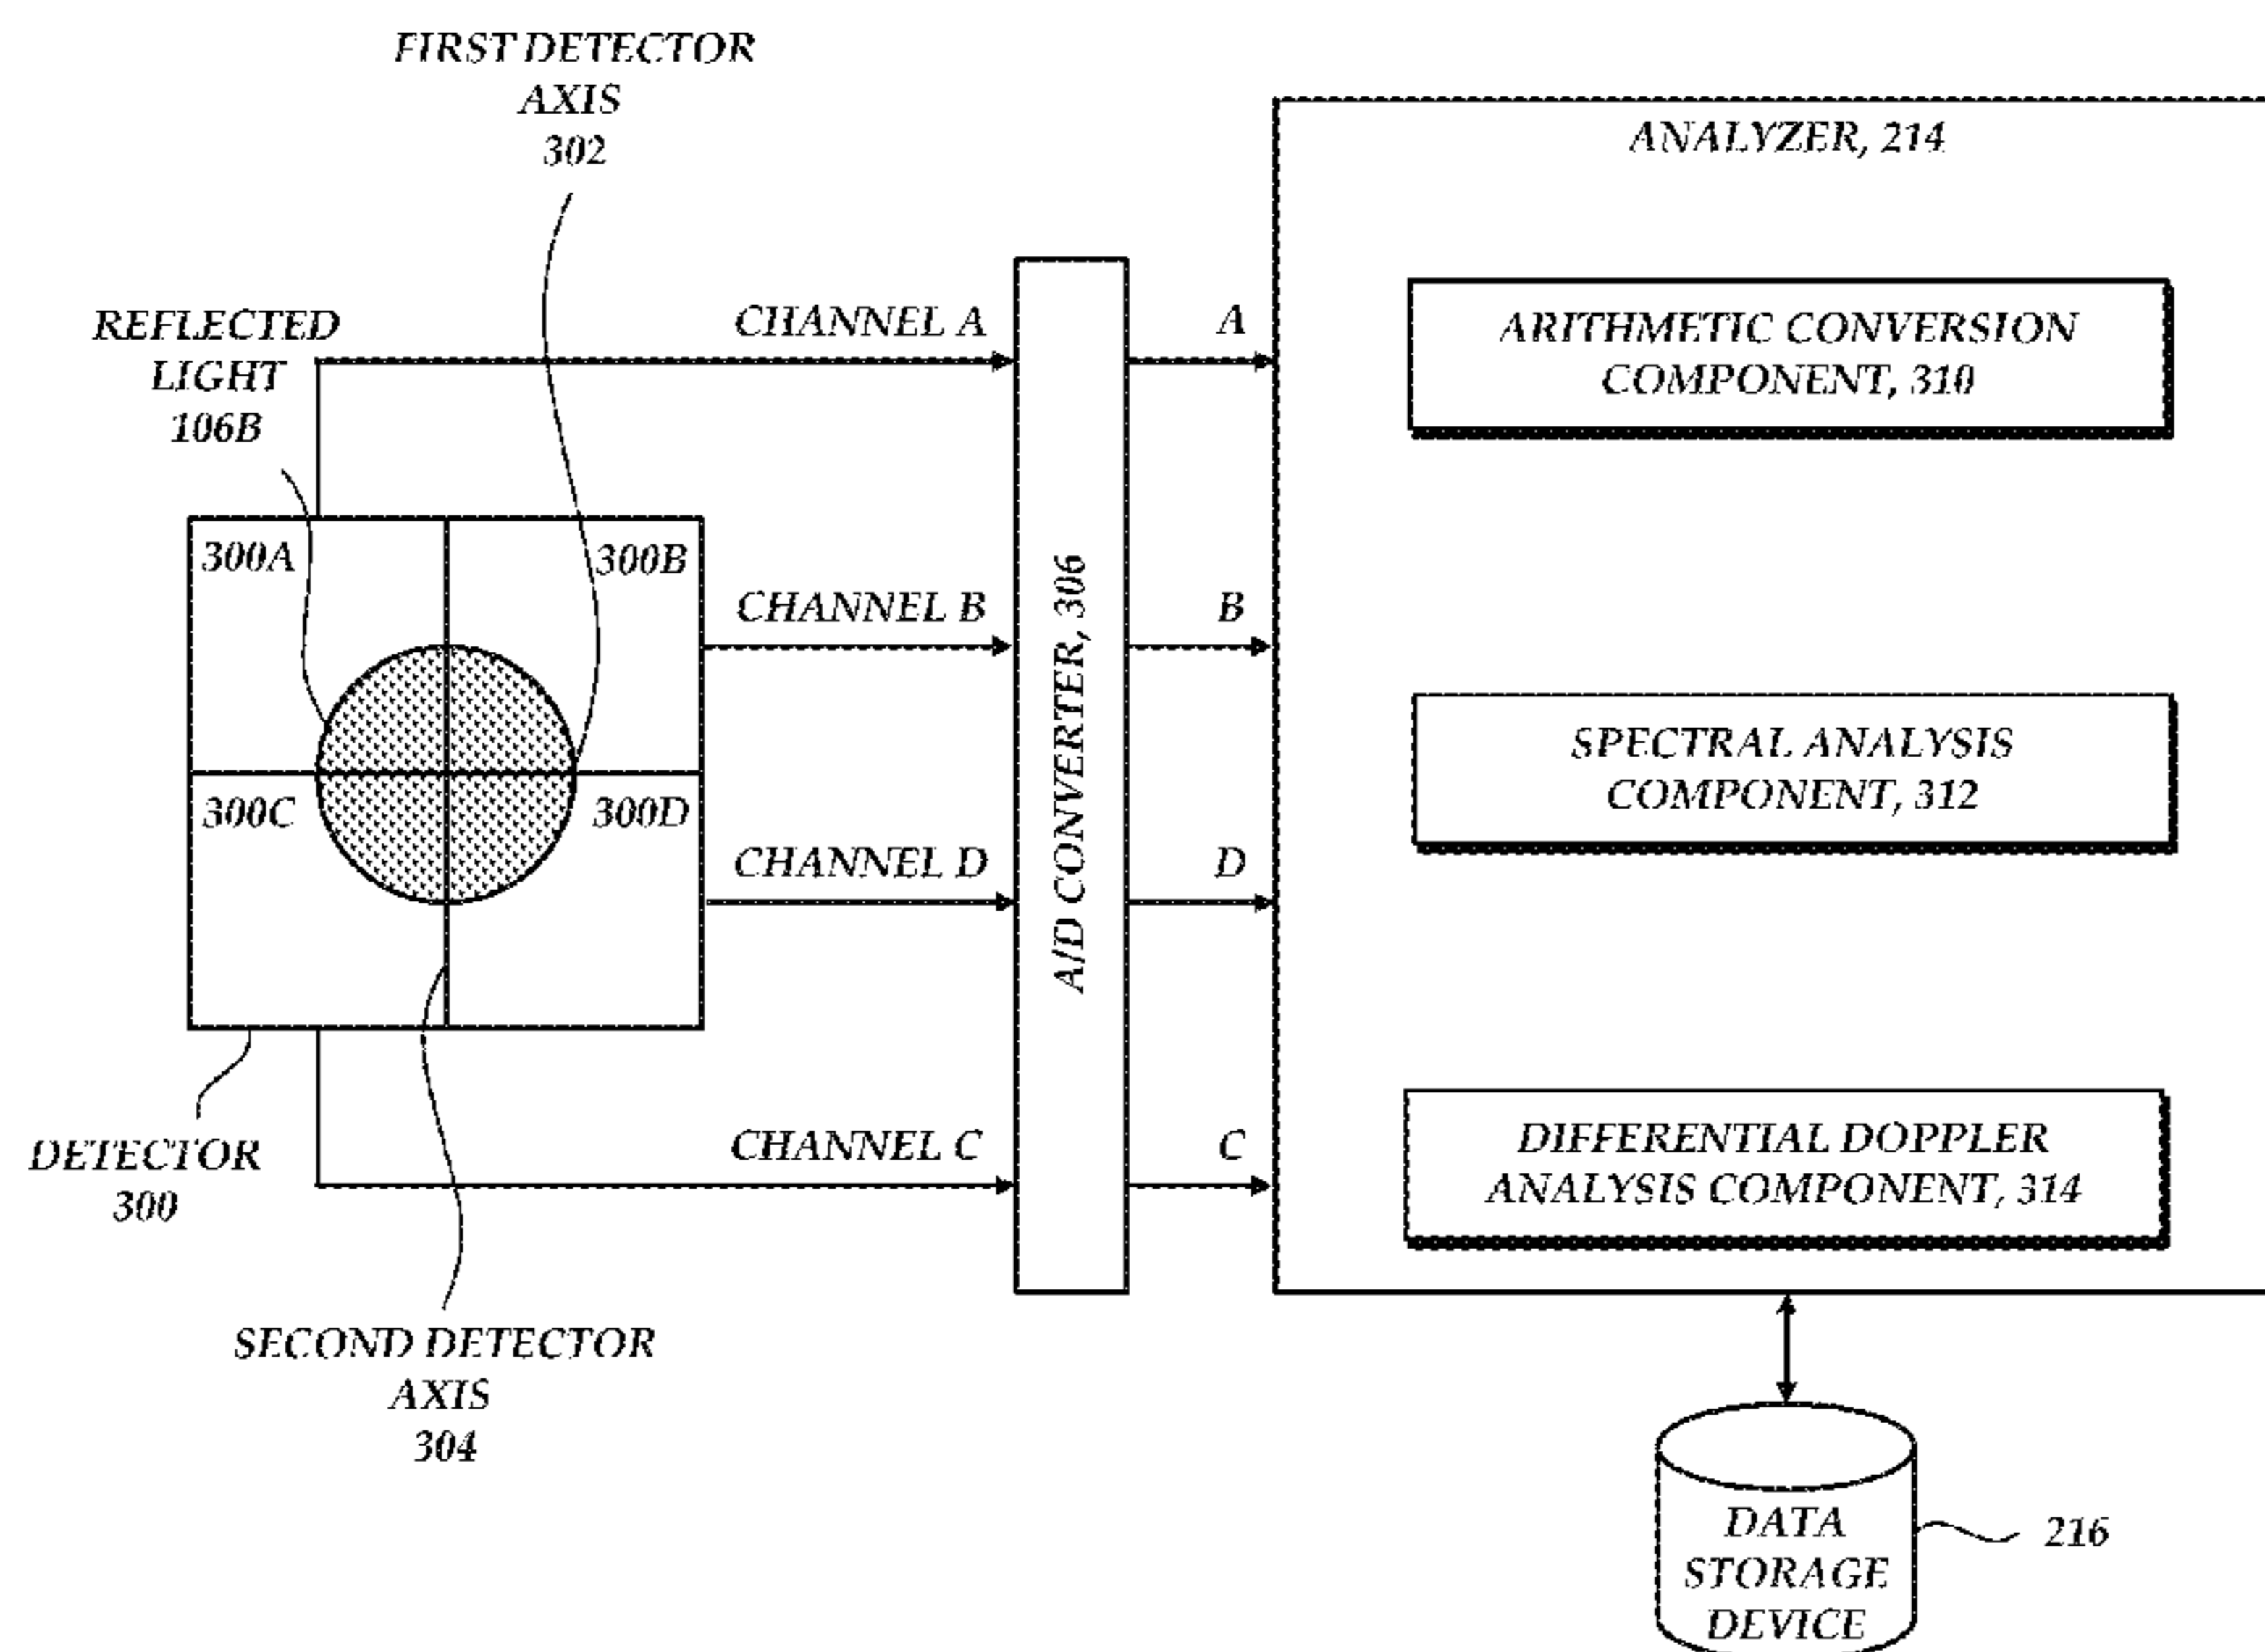 FIRST DETECTOR
AXIS
302
ANALYZER, 214
REFLECTED
LIGHT
106B
CHANNEL A
A
ARITHMETIC CONVERSION
COMPONENT, 310
300A
300B
CHANNEL B
B
A/D CONVERTER, 306
SPECTRAL ANALYSIS
COMPONENT, 312
300C
300D
CHANNEL D
D
DETECTOR
300
CHANNEL C
C
DIFFERENTIAL DOPPLER
ANALYSIS COMPONENT, 314
SECOND DETECTOR
AXIS
304
DATA
STORAGE
DEVICE
216